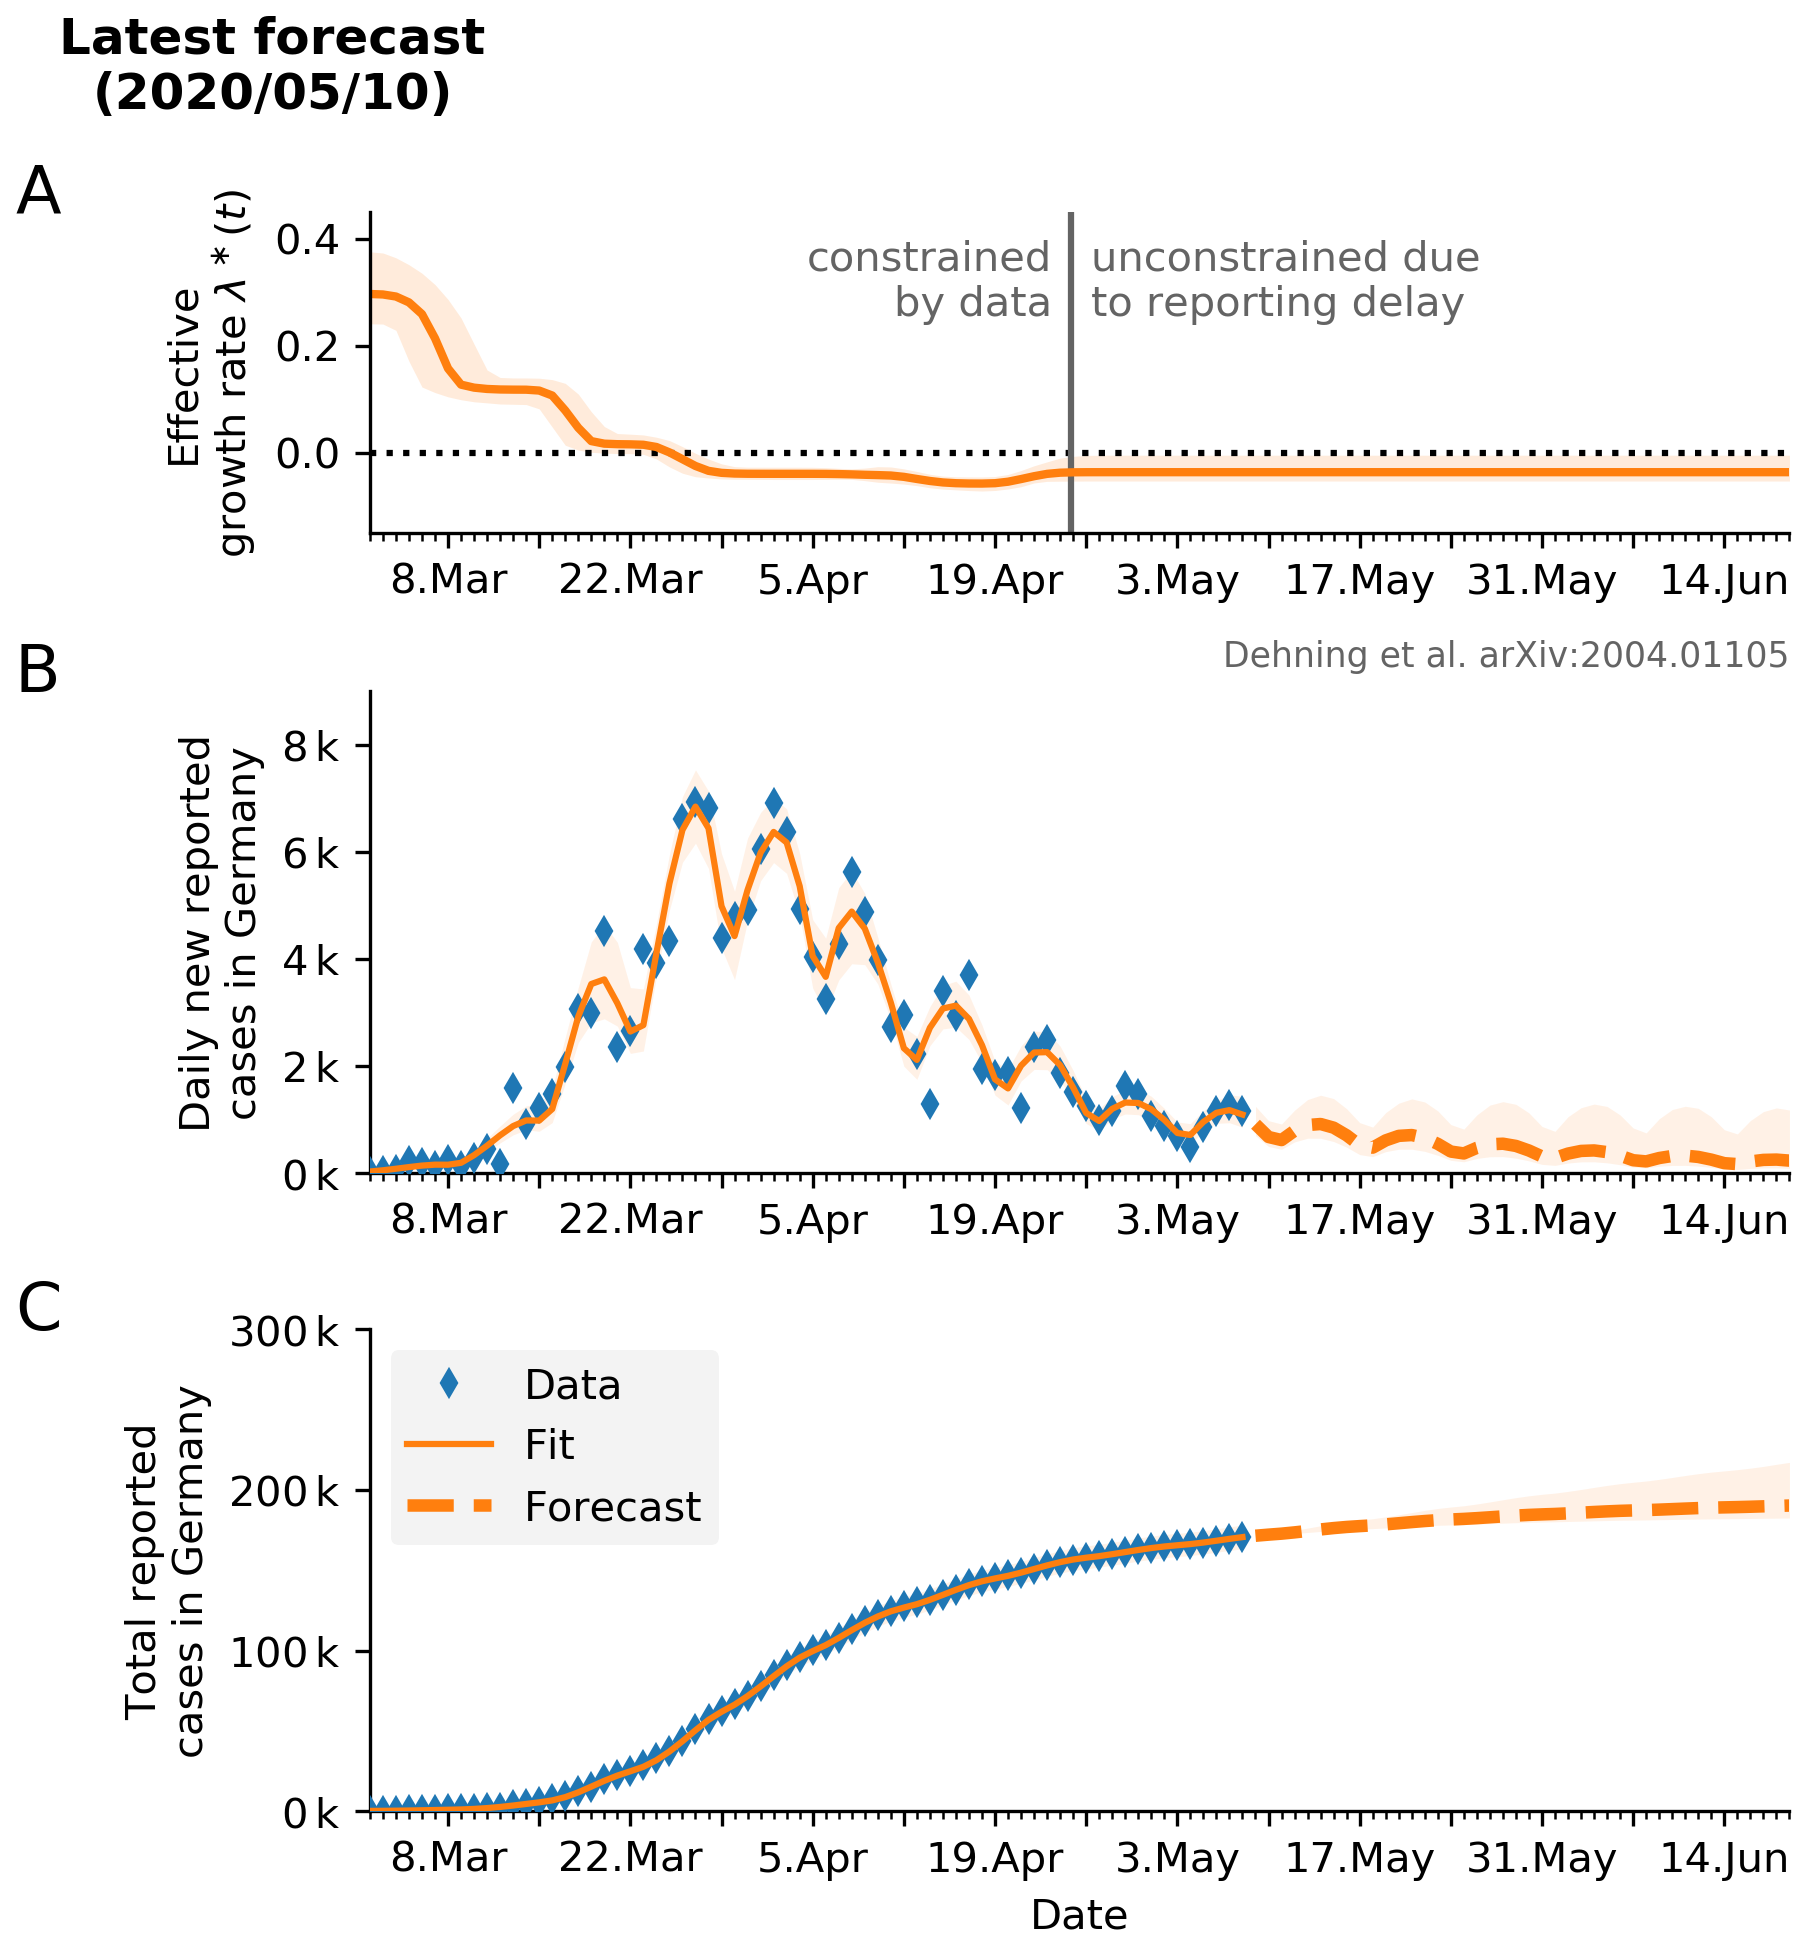 Latest forecast
(2020/05/10)
A
Effective
growth rate λ * (t)
0.4
0.2
0.0
constrained
by data
unconstrained due
to reporting delay
8.Mar 22.Mar 5.Apr 19.Apr 3.May 17.May 31.May 14.Jun
Dehning et al. arXiv:2004.01105
B
Daily new reported
cases in Germany
8 k
6 k
4 k
2 k
0 k
8.Mar 22.Mar 5.Apr 19.Apr 3.May 17.May 31.May 14.Jun
C
Total reported
cases in Germany
300 k
200 k
100 k
0 k
Data
Fit
Forecast
8.Mar 22.Mar 5.Apr 19.Apr 3.May 17.May 31.May 14.Jun
Date